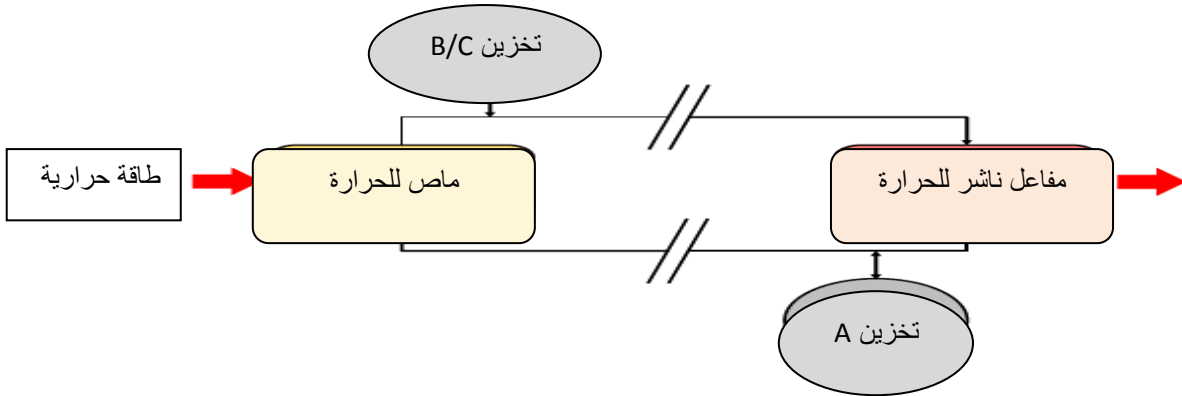 تخزين B/C
طاقة حرارية
ماص للحرارة
مفاعل ناشر للحرارة
تخزين A